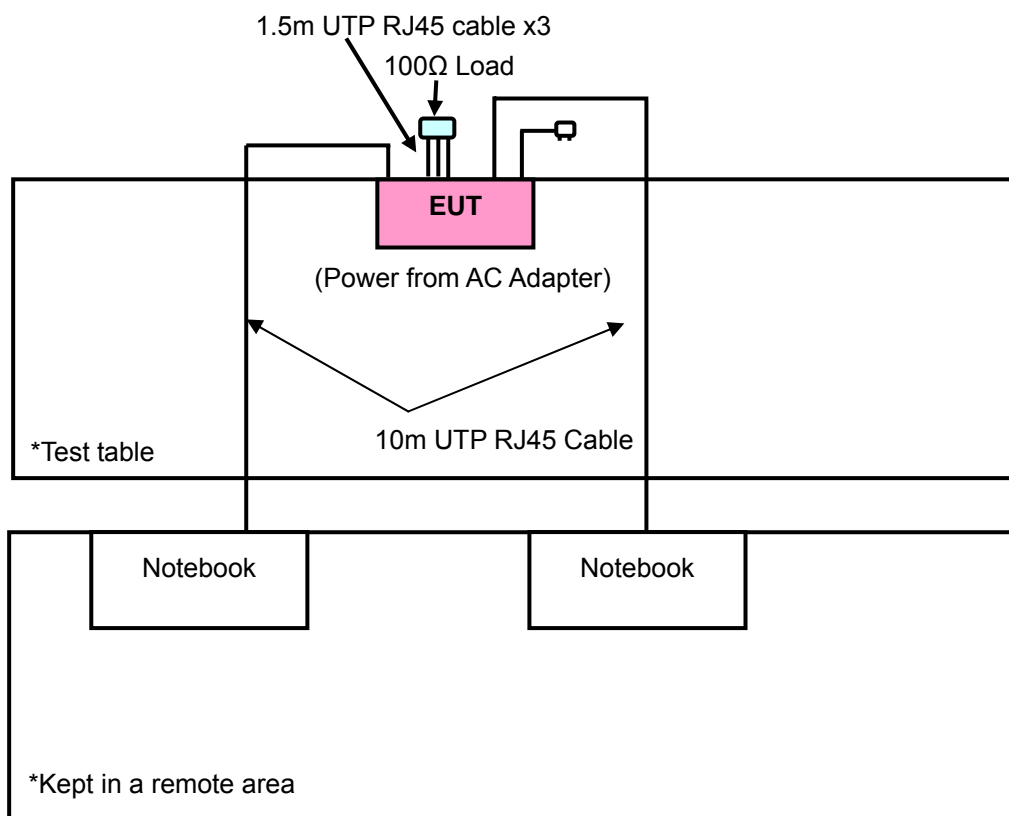 1.5m UTP RJ45 cable x3
100Ω Load
EUT
(Power from AC Adapter)
10m UTP RJ45 Cable
*Test table
Notebook
Notebook
*Kept in a remote area